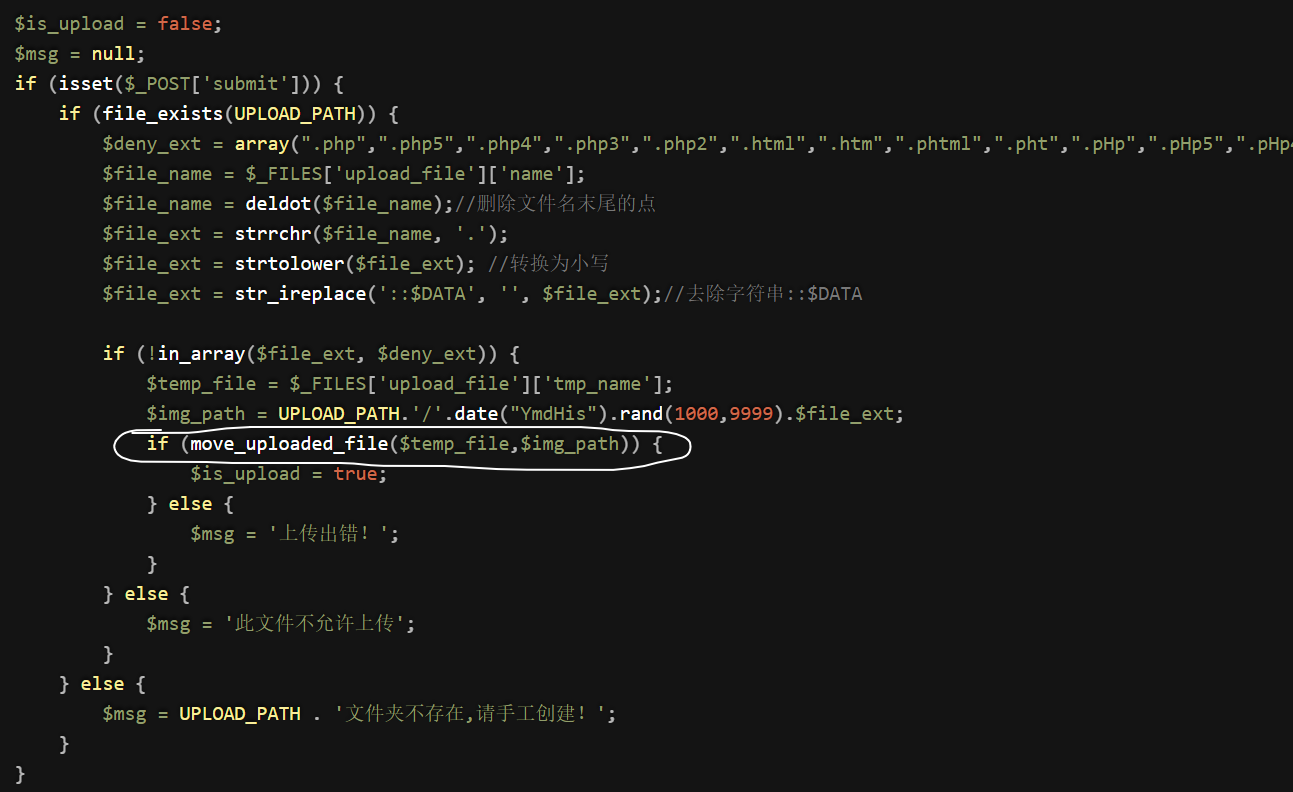 $is_upload = false;
$msg = null;
if (isset($_POST['submit'])) {
    if (file_exists(UPLOAD_PATH)) {
        $deny_ext = array(".php",".php5",".php4",".php3",".php2",".html",".htm",".phtml",".pht",".pHp",".pHp5",".pHp4
        $file_name = $_FILES['upload_file']['name'];
        $file_name = deldot($file_name);//删除文件名末尾的点
        $file_ext = strrchr($file_name, '.');
        $file_ext = strtolower($file_ext); //转换为小写
        $file_ext = str_ireplace('::$DATA', '', $file_ext);//去除字符串::$DATA
        if (!in_array($file_ext, $deny_ext)) {
            $temp_file = $_FILES['upload_file']['tmp_name'];
            $img_path = UPLOAD_PATH.'/'.date("YmdHis").rand(1000,9999).$file_ext;
            if (move_uploaded_file($temp_file,$img_path)) {
                $is_upload = true;
            } else {
                $msg = '上传出错！';
            }
        } else {
            $msg = '此文件不允许上传';
        }
    } else {
        $msg = UPLOAD_PATH . '文件夹不存在,请手工创建！';
    }
}